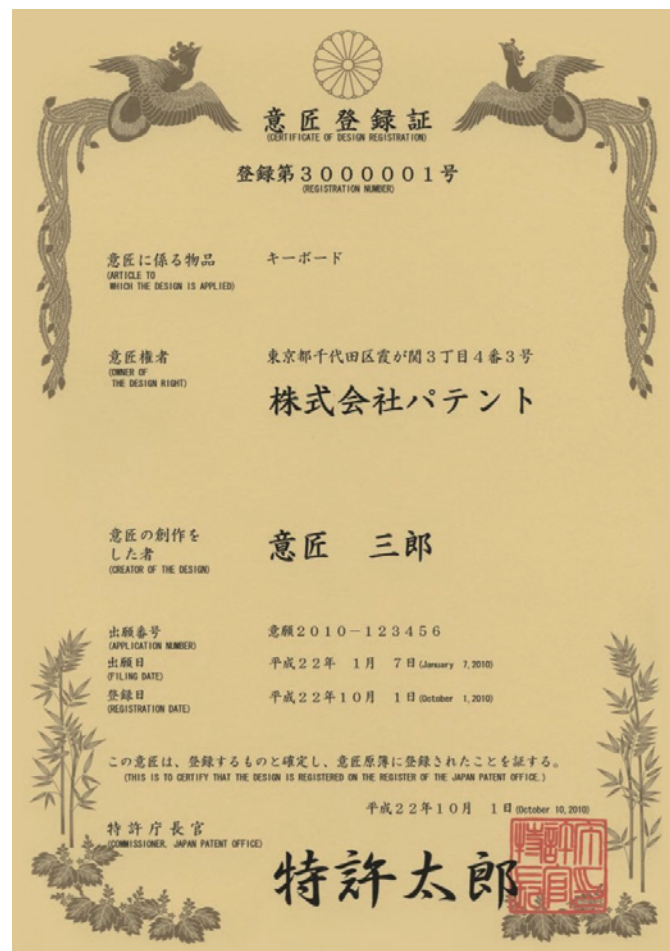 意匠登録証
(CERTIFICATE OF DESIGN REGISTRATION)
登録第3000001号
(REGISTRATION NUMBER)
意匠に係る物品 キーボード
(ARTICLE TO
WHICH THE DESIGN IS APPLIED)
意匠権者 東京都千代田区霞が関3丁目4番3号
(OWNER OF
THE DESIGN RIGHT)
株式会社パテント
意匠の創作を
した者
(CREATOR OF THE DESIGN)
意匠 三郎
出願番号 意願2010-123456
(APPLICATION NUMBER)
出願日 平成22年 1月 7日(January 7,2010)
(FILING DATE)
登録日 平成22年10月 1日(October 1,2010)
(REGISTRATION DATE)
この意匠は、登録するものと確定し、意匠原簿に登録されたことを証する。
(THIS IS TO CERTIFY THAT THE DESIGN IS REGISTERED ON THE REGISTER OF THE JAPAN PATENT OFFICE.)
平成22年10月 1日(October 10,2010)
特許庁長官
(COMMISSIONER, JAPAN PATENT OFFICE)
特許太郎